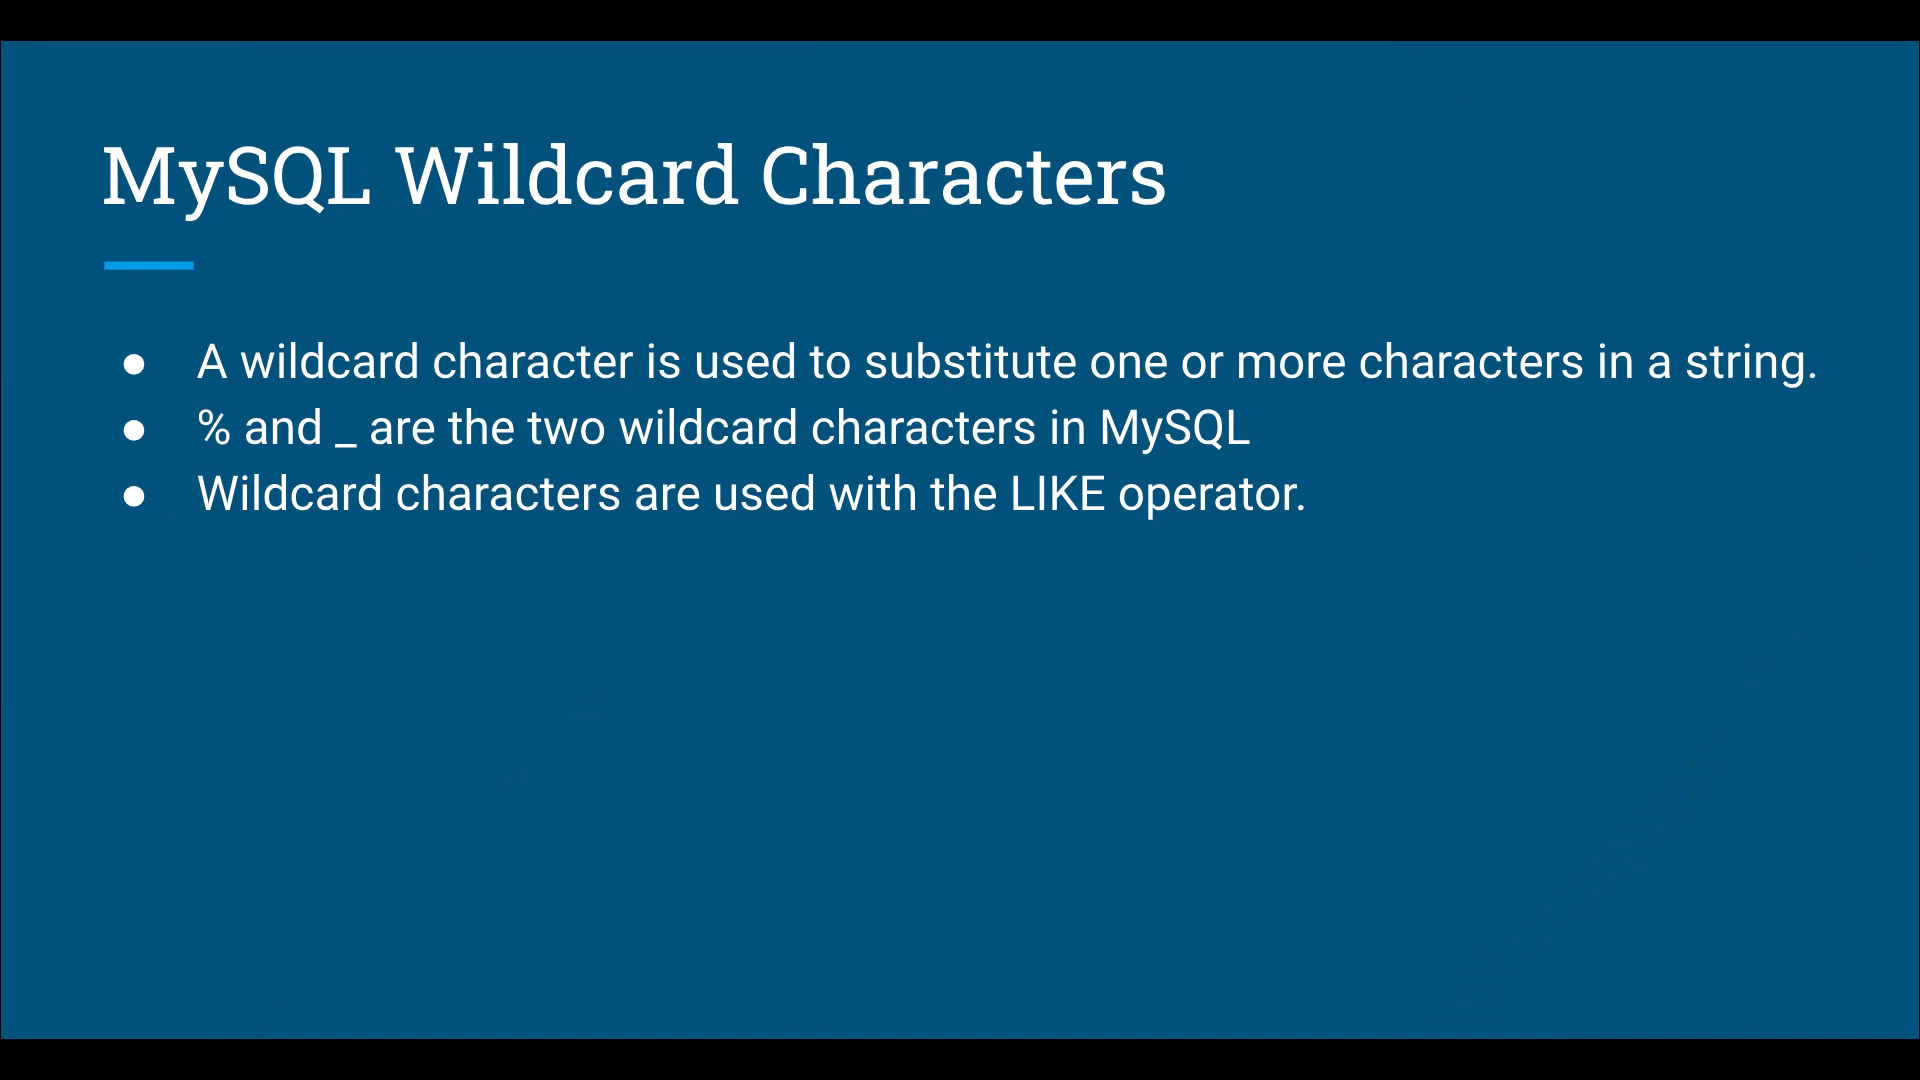 MySQL Wildcard Characters
● A wildcard character is used to substitute one or more characters in a string.
● % and _ are the two wildcard characters in MySQL
● Wildcard characters are used with the LIKE operator.